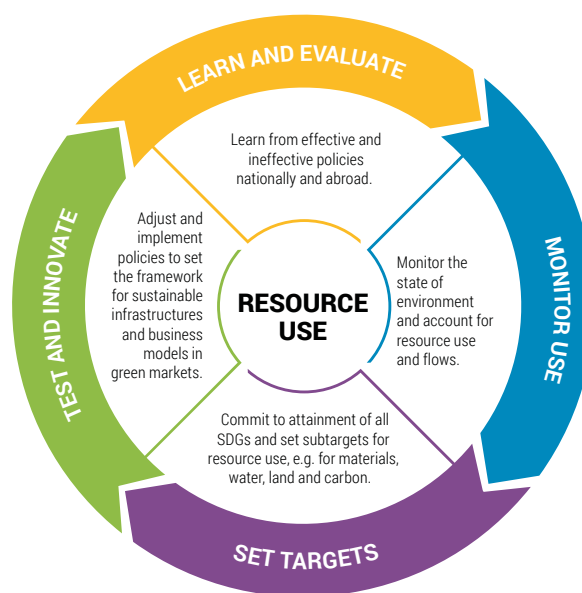 LEARN AND EVALUATE
Learn from effective and
ineffective policies
nationally and abroad.
MONITOR USE
Monitor the
state of
environment
and account for
resource use
and flows.
SET TARGETS
Commit to attainment of all
SDGs and set subtargets for
resource use, e.g. for materials,
water, land and carbon.
TEST AND INNOVATE
Adjust and
implement
policies to set
the framework
for sustainable
infrastructures
and business
models in
green markets.
RESOURCE
USE